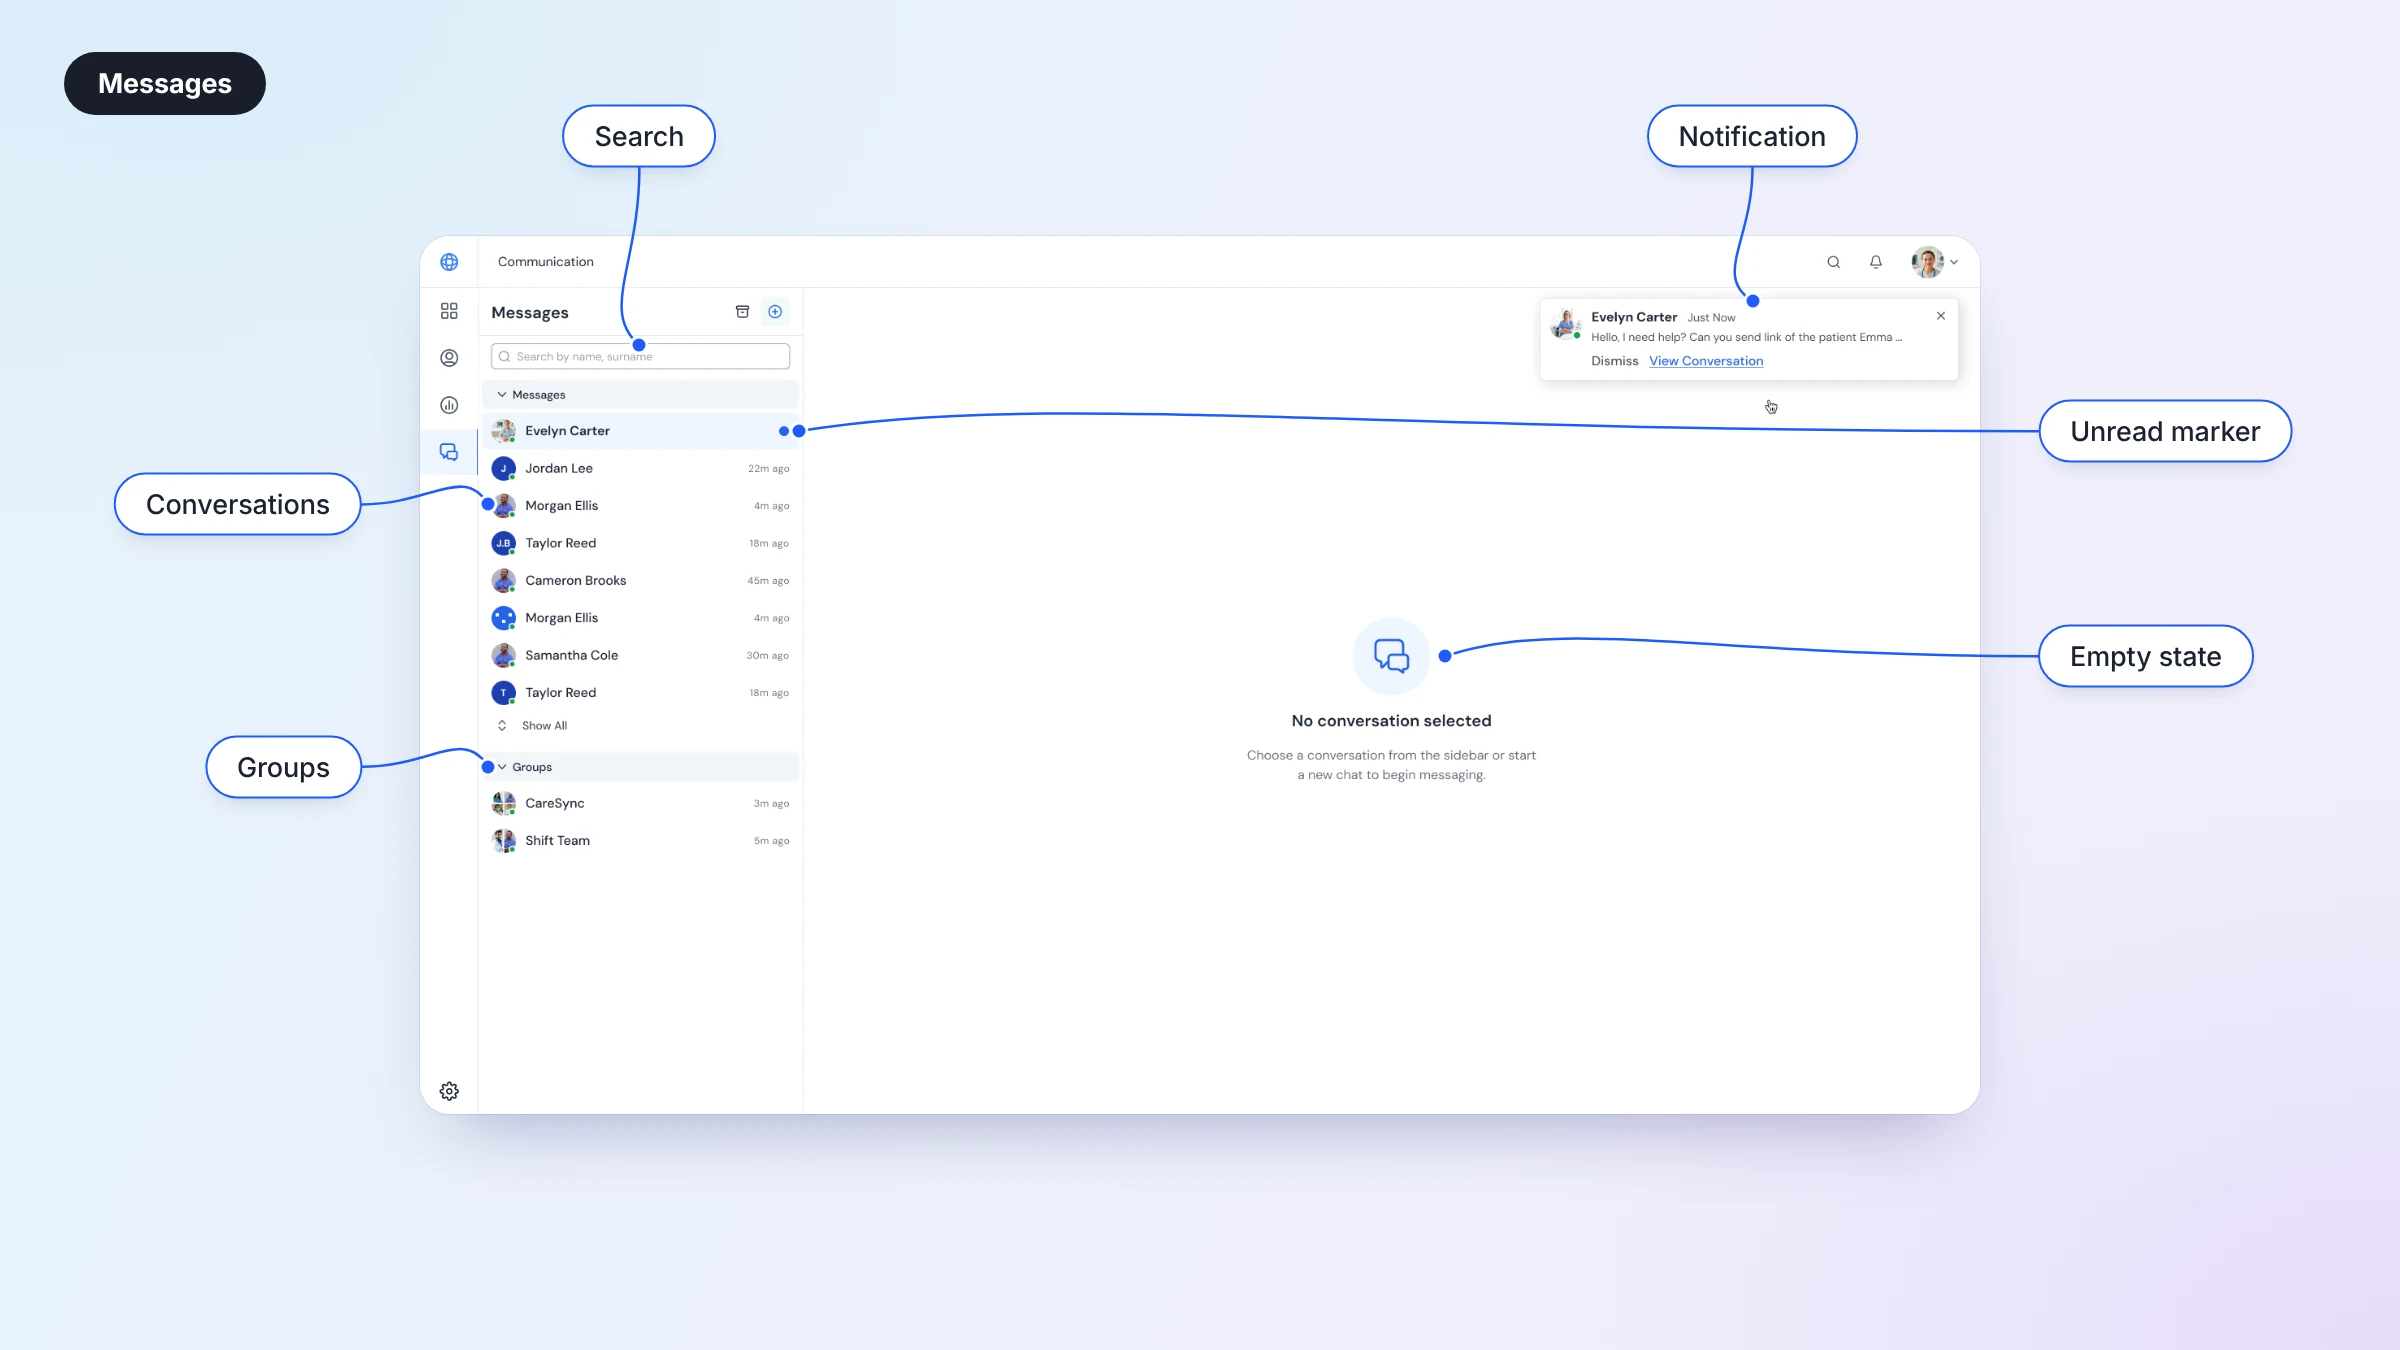 Messages
Search
Notification
Communication
Messages
Search by name, surname
Evelyn Carter Just Now
Hello, I need help? Can you send link of the patient Emma ...
Dismiss View Conversation
Messages
Evelyn Carter
Unread marker
J Jordan Lee 22m ago
Conversations
Morgan Ellis 4m ago
J.B Taylor Reed 18m ago
Cameron Brooks 45m ago
Morgan Ellis 4m ago
Samantha Cole 30m ago
Empty state
T Taylor Reed 18m ago
Show All
No conversation selected
Choose a conversation from the sidebar or start
a new chat to begin messaging.
Groups
Groups
CareSync 3m ago
Shift Team 5m ago